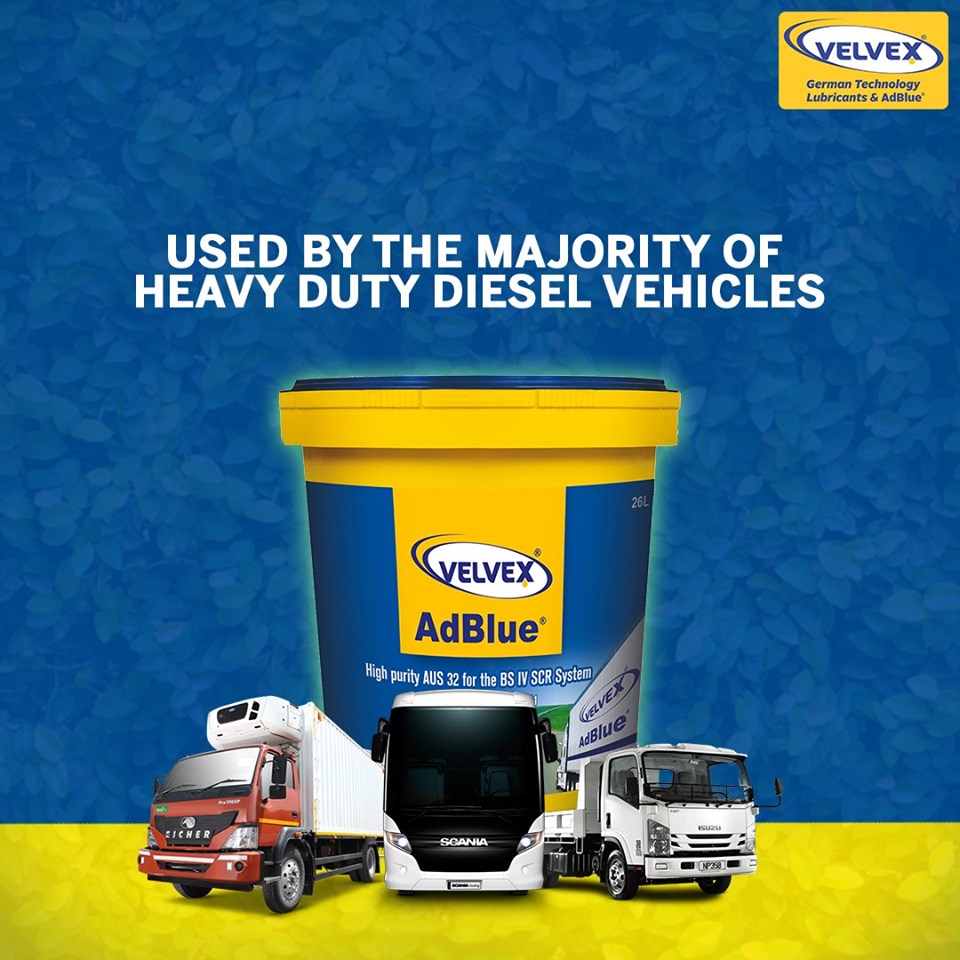 VELVEX®
German Technology
Lubricants & AdBlue®
USED BY THE MAJORITY OF
HEAVY DUTY DIESEL VEHICLES
26L
VELVEX®
AdBlue®
High purity AUS 32 for the BS IV SCR System
VELVEX
AdBlue®
EICHER
SCANIA
ISUZU
NP350